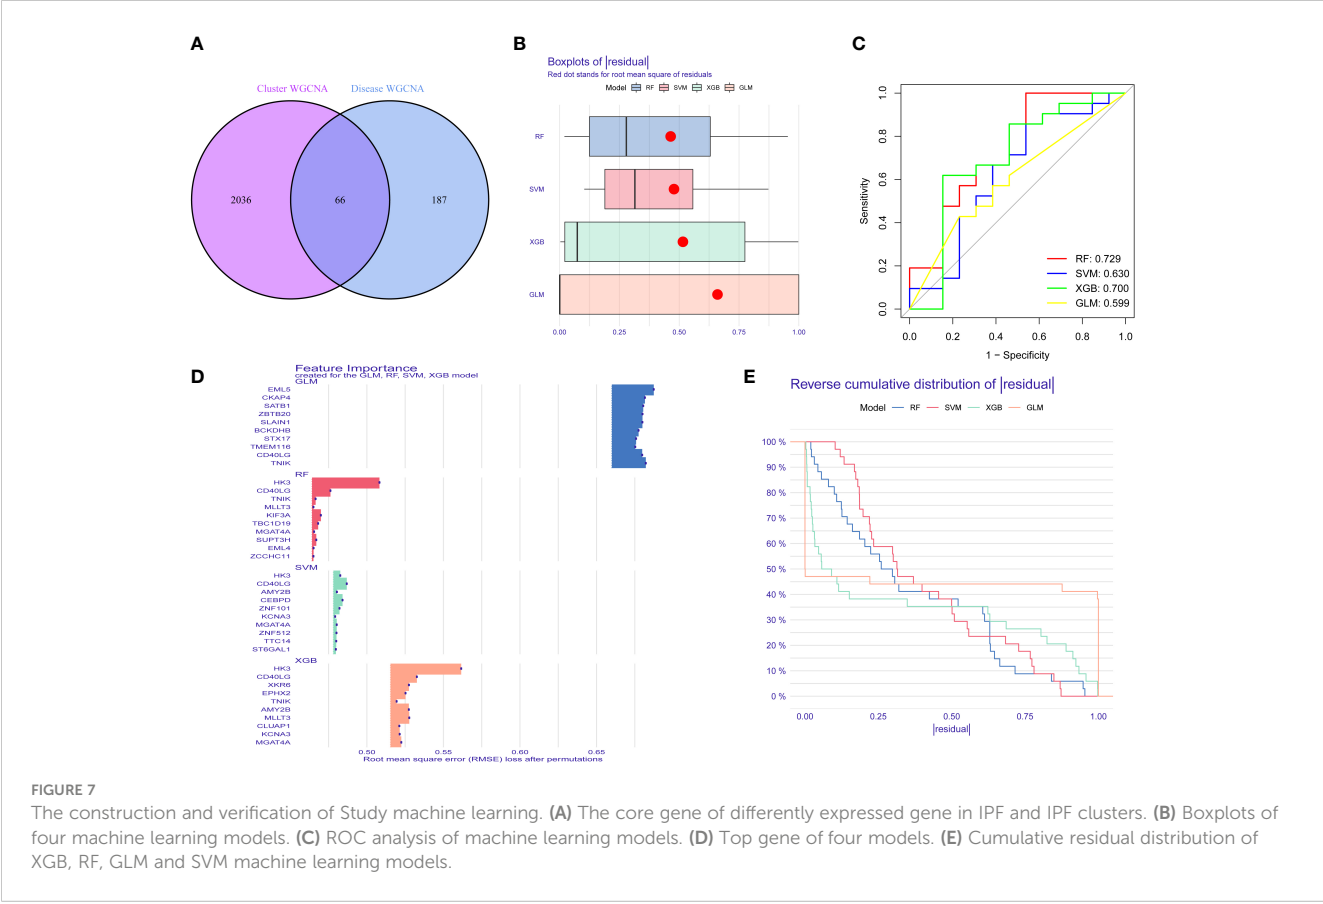 A
Cluster WGCNA
Disease WGCNA
2036
66
187
B
Boxplots of |residual|
Red dot stands for root mean square of residuals
Model RF SVM XGB GLM
RF
SVM
XGB
GLM
0.00 0.25 0.50 0.75 1.00
C
Sensitivity
1.0
0.8
0.6
0.4
0.2
0.0
RF: 0.729
SVM: 0.630
XGB: 0.700
GLM: 0.599
0.0 0.2 0.4 0.6 0.8 1.0
1 − Specificity
D
Feature Importance
created for the GLM, RF, SVM, XGB model
GLM
EML5
CKAP4
SATB1
ZBTB20
SLAIN1
BCKDHB
STX17
TMEM116
CD40LG
TNIK
RF
HK3
CD40LG
TNIK
MLLT3
KIF3A
TBC1D19
MGAT4A
SUPT3H
EML4
ZCCHC11
SVM
HK3
CD40LG
AMY2B
CEBPD
ZNF101
KCNA3
MGAT4A
ZNF512
TTC14
ST6GAL1
XGB
HK3
CD40LG
XKR6
EPHX2
TNIK
AMY2B
MLLT3
CLUAP1
KCNA3
MGAT4A
0.50 0.55 0.60 0.65
Root mean square error (RMSE) loss after permutations
E
Reverse cumulative distribution of |residual|
Model RF SVM XGB GLM
100 %
90 %
80 %
70 %
60 %
50 %
40 %
30 %
20 %
10 %
0 %
0.00 0.25 0.50 0.75 1.00
|residual|
FIGURE 7
The construction and verification of Study machine learning. (A) The core gene of differently expressed gene in IPF and IPF clusters. (B) Boxplots of
four machine learning models. (C) ROC analysis of machine learning models. (D) Top gene of four models. (E) Cumulative residual distribution of
XGB, RF, GLM and SVM machine learning models.